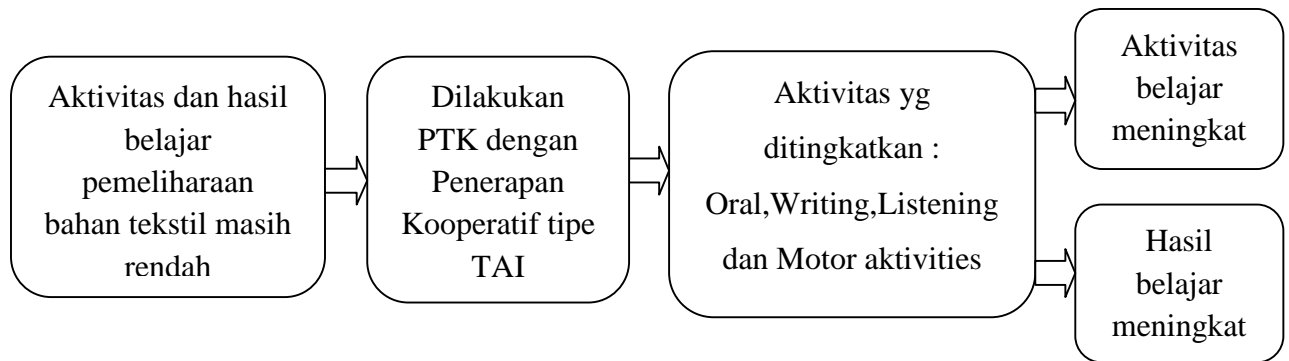 Aktivitas dan hasil
belajar
pemeliharaan
bahan tekstil masih
rendah
Dilakukan
PTK dengan
Penerapan
Kooperatif tipe
TAI
Aktivitas yg
ditingkatkan :
Oral,Writing,Listening
dan Motor aktivities
Aktivitas
belajar
meningkat
Hasil
belajar
meningkat